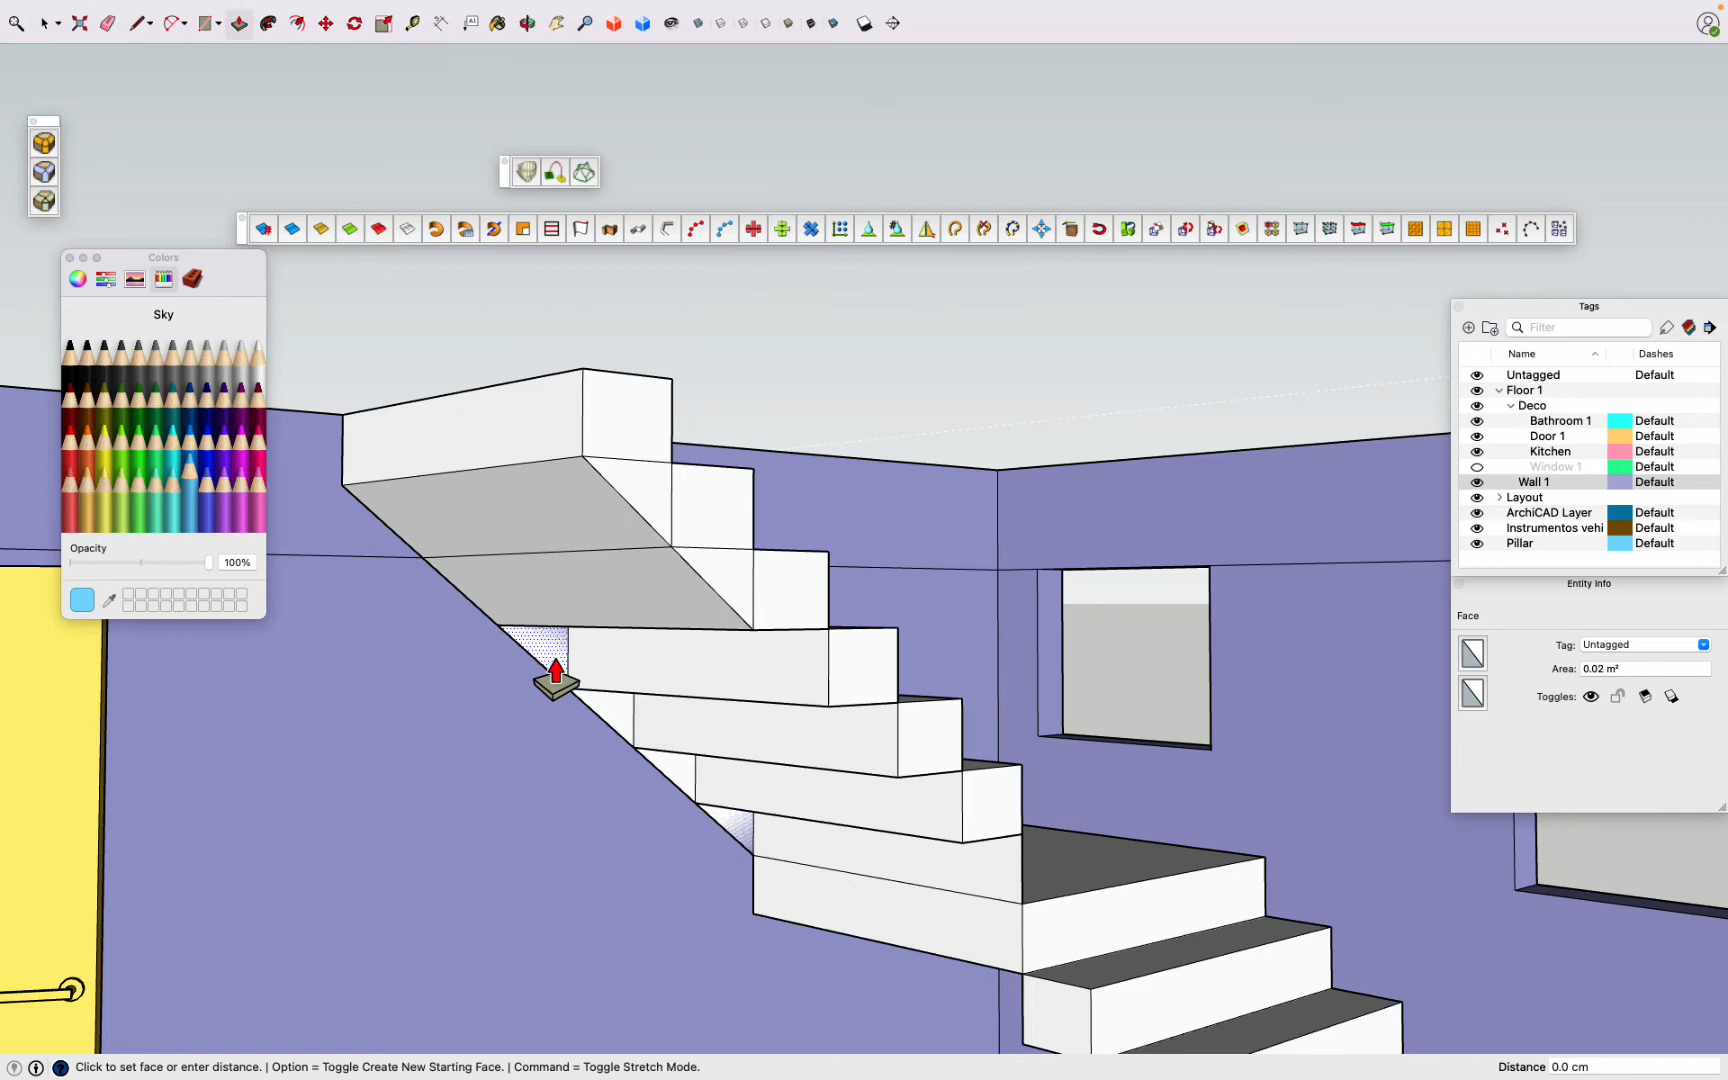 A1
Colors
Sky
Opacity
100%
Tags
Filter
Name
Dashes
Untagged
Default
Floor 1
Deco
Bathroom 1
Default
Door 1
Default
Kitchen
Default
Window 1
Default
Wall 1
Default
Layout
ArchiCAD Layer
Default
Instrumentos vehi
Default
Pillar
Default
Entity Info
Face
Tag: Untagged
Area: 0.02 m²
Toggles:
Click to set face or enter distance. | Option = Toggle Create New Starting Face. | Command = Toggle Stretch Mode.
Distance 0.0 cm